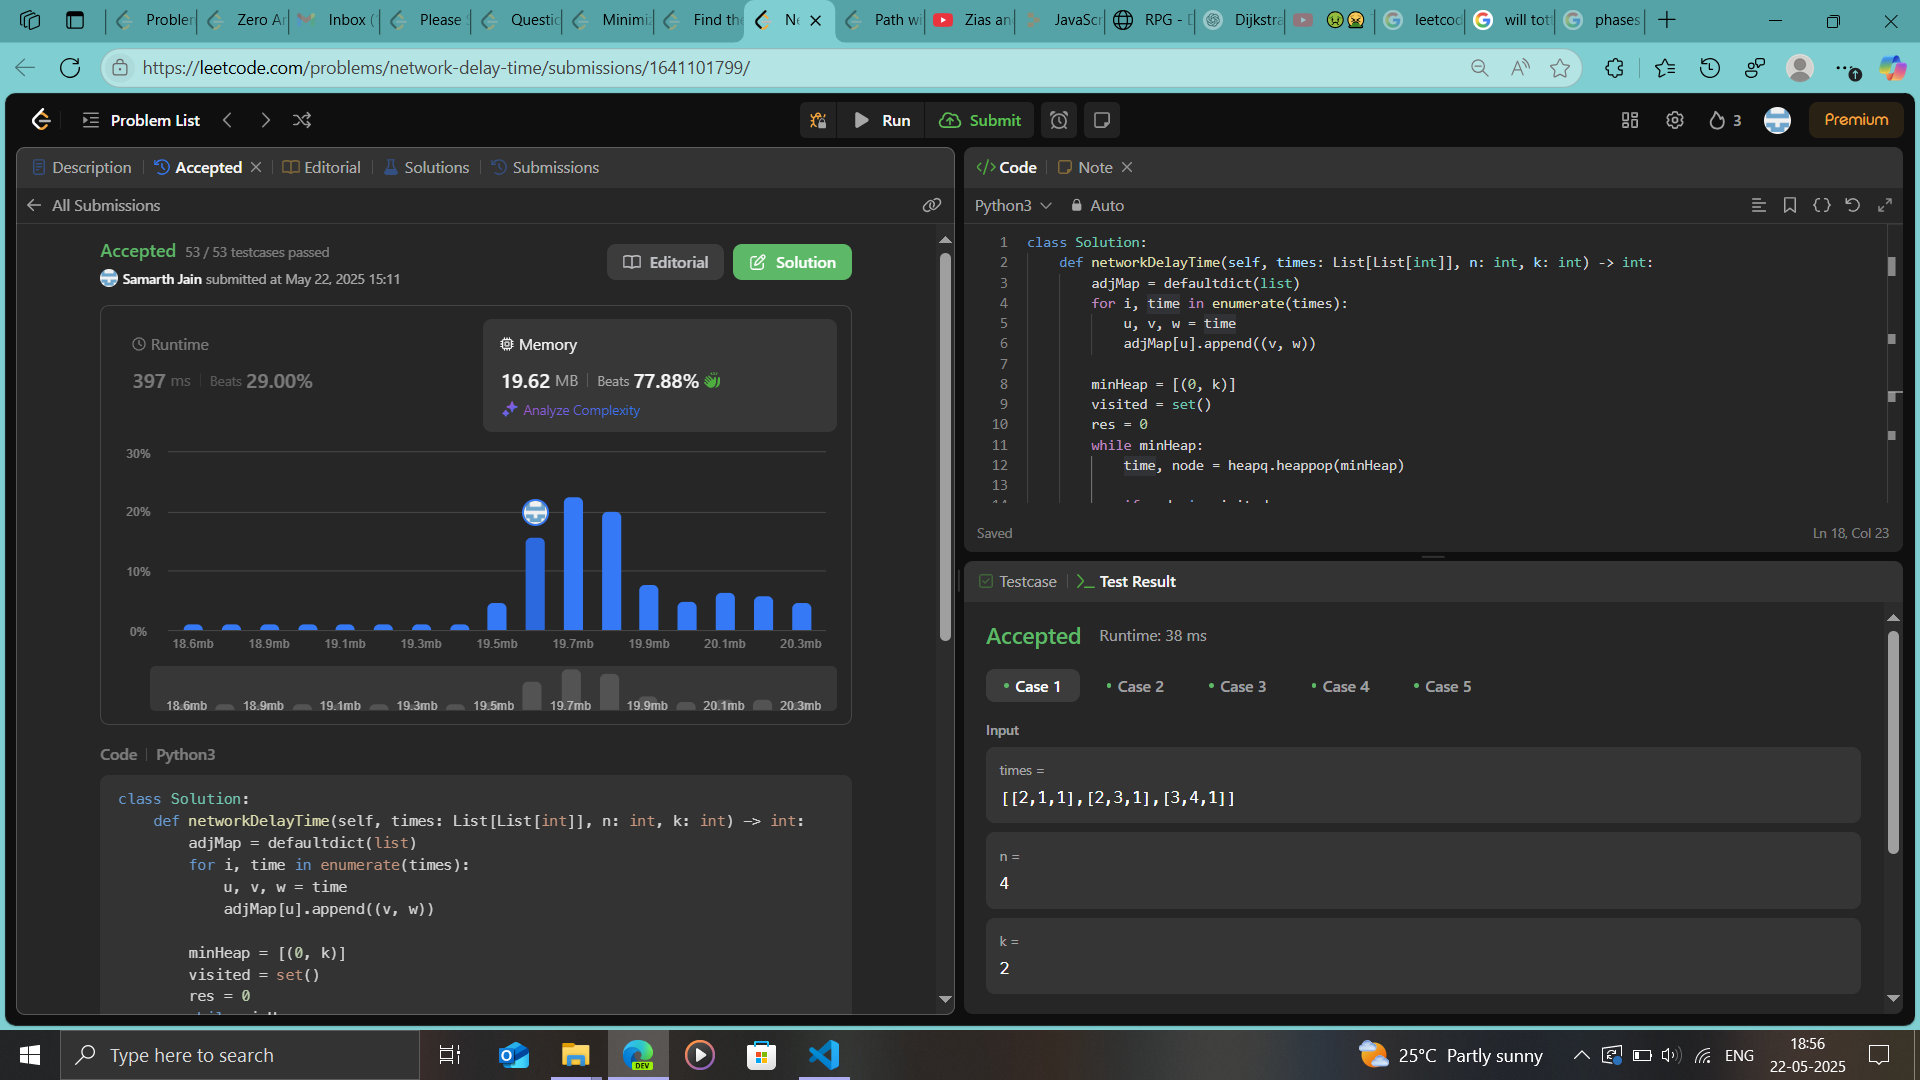 Problem
Zero Ar
Inbox (
Please S
Questic
Minimiz
Find the
Ne
Path wi
Zias an
JavaScr
RPG - D
Dijkstra
leetcod
will tott
phases
https://leetcode.com/problems/network-delay-time/submissions/1641101799/
Problem List
Run
Submit
3
Premium
Description
Accepted
Editorial
Solutions
Submissions
All Submissions
Accepted 53 / 53 testcases passed
Samarth Jain submitted at May 22, 2025 15:11
Editorial
Solution
Runtime
397 ms Beats 29.00%
Memory
19.62 MB Beats 77.88%
Analyze Complexity
30%
20%
10%
0%
18.6mb 18.9mb 19.1mb 19.3mb 19.5mb 19.7mb 19.9mb 20.1mb 20.3mb
18.6mb 18.9mb 19.1mb 19.3mb 19.5mb 19.7mb 19.9mb 20.1mb 20.3mb
Code Python3
class Solution:
def networkDelayTime(self, times: List[List[int]], n: int, k: int) -> int:
adjMap = defaultdict(list)
for i, time in enumerate(times):
u, v, w = time
adjMap[u].append((v, w))
minHeap = [(0, k)]
visited = set()
res = 0
Code
Note
Python3
Auto
1 class Solution:
2 def networkDelayTime(self, times: List[List[int]], n: int, k: int) -> int:
3 adjMap = defaultdict(list)
4 for i, time in enumerate(times):
5 u, v, w = time
6 adjMap[u].append((v, w))
7
8 minHeap = [(0, k)]
9 visited = set()
10 res = 0
11 while minHeap:
12 time, node = heapq.heappop(minHeap)
13
Saved
Ln 18, Col 23
Testcase
Test Result
Accepted Runtime: 38 ms
Case 1
Case 2
Case 3
Case 4
Case 5
Input
times =
[[2,1,1],[2,3,1],[3,4,1]]
n =
4
k =
2
Type here to search
DEV
25°C Partly sunny
ENG
18:56
22-05-2025